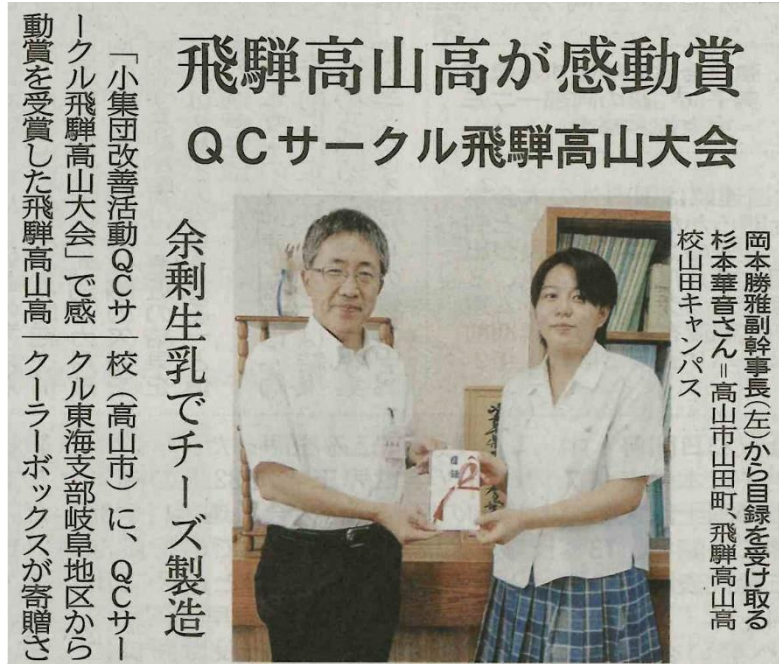 飛騨高山高が感動賞
QCサークル飛騨高山大会
余剰生乳でチーズ製造
岡本勝雅副幹事長(左)から目録を受け取る
杉本華音さん=高山市山田町、飛騨高山高
校山田キャンパス
「小集団改善活動QCサ
ークル飛騨高山大会」で感
動賞を受賞した飛騨高山高
校(高山市)に、QCサー
クル東海支部岐阜地区から
クーラーボックスが寄贈さ
目録